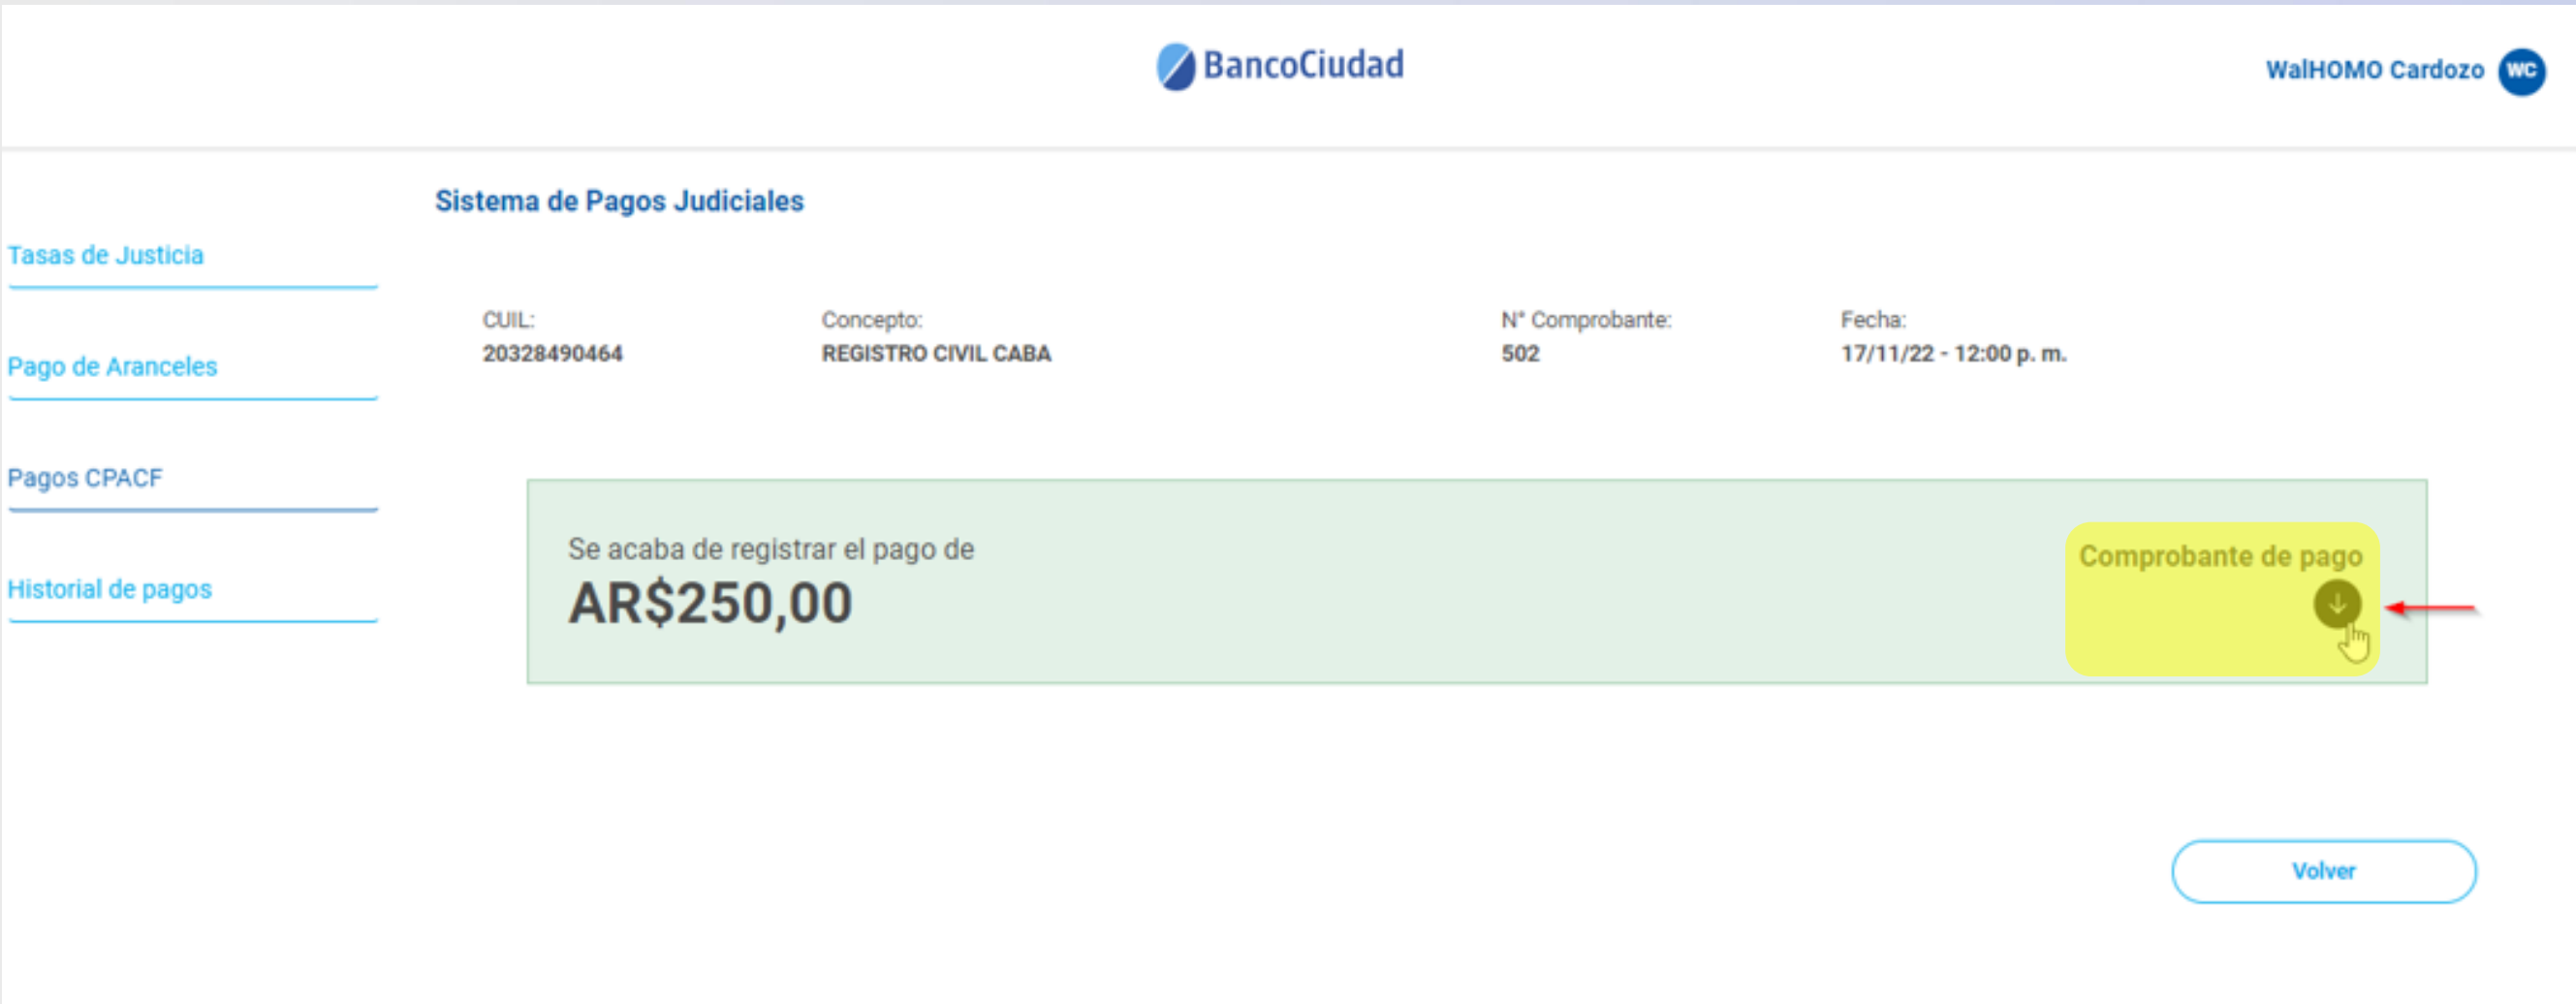 BancoCiudad
WalHOMO Cardozo WC
Sistema de Pagos Judiciales
Tasas de Justicia
Pago de Aranceles
Pagos CPACF
Historial de pagos
CUIL: Concepto: N° Comprobante: Fecha:
20328490464 REGISTRO CIVIL CABA 502 17/11/22 - 12:00 p. m.
Se acaba de registrar el pago de
AR$250,00
Comprobante de pago
Volver